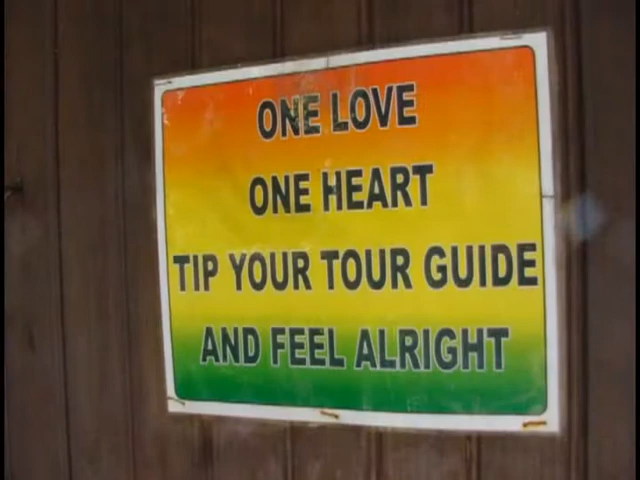 ONE LOVE
ONE HEART
TIP YOUR TOUR GUIDE
AND FEEL ALRIGHT